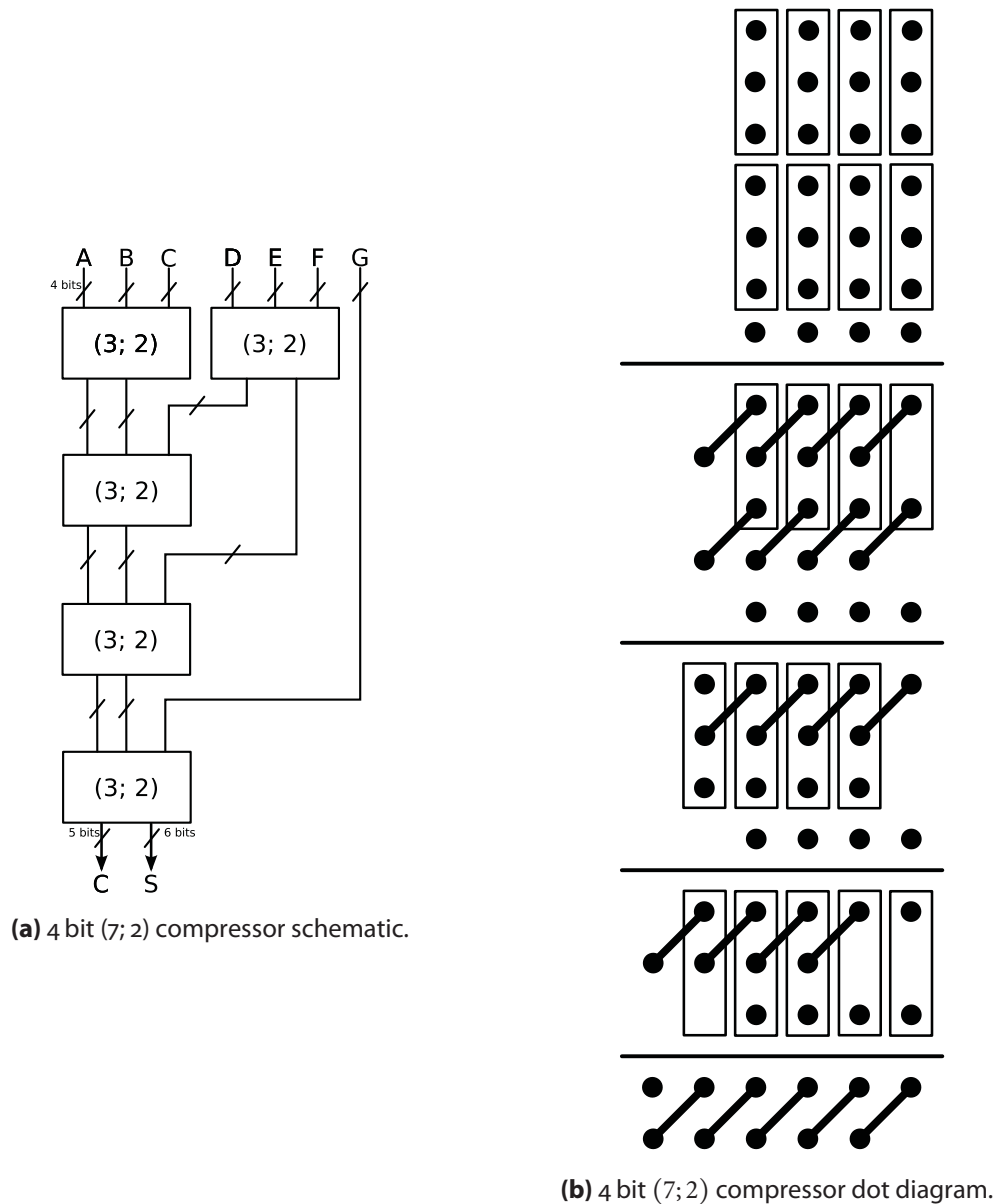 A B C D E F G
4 bits
(3; 2) (3; 2)
(3; 2)
(3; 2)
(3; 2)
5 bits 6 bits
C S
(a) 4 bit (7; 2) compressor schematic.
(b) 4 bit (7; 2) compressor dot diagram.